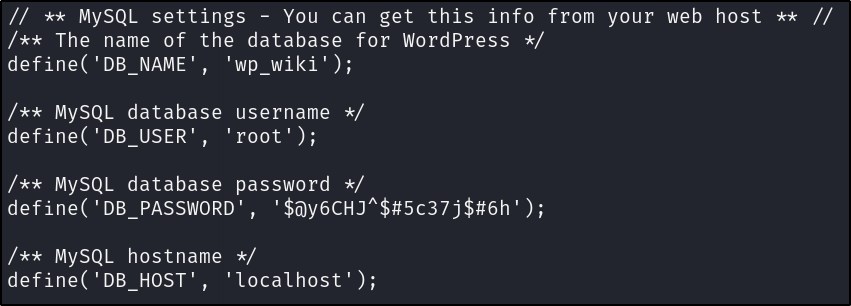 // ** MySQL settings - You can get this info from your web host ** //
/** The name of the database for WordPress */
define('DB_NAME', 'wp_wiki');
/** MySQL database username */
define('DB_USER', 'root');
/** MySQL database password */
define('DB_PASSWORD', '$@y6CHJ^$#5c37j$#6h');
/** MySQL hostname */
define('DB_HOST', 'localhost');